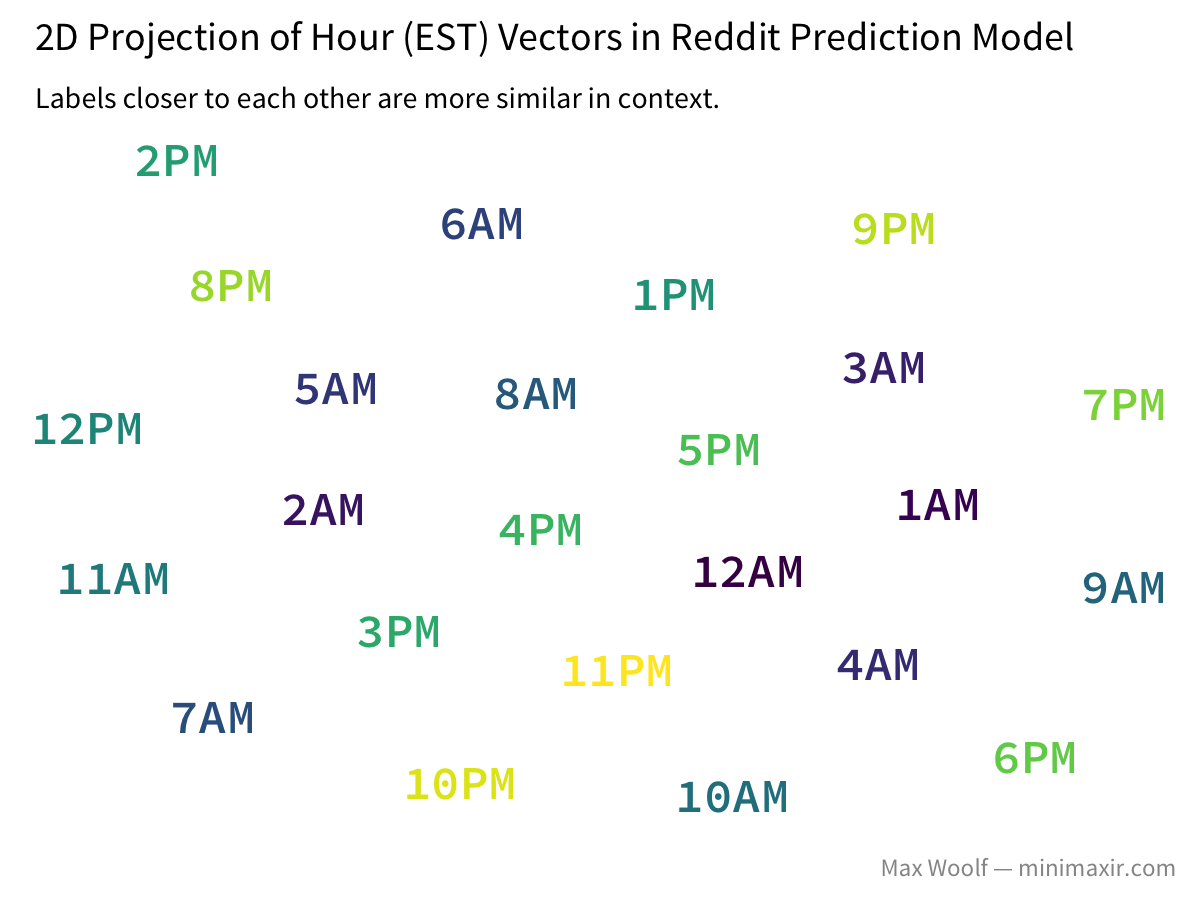 2D Projection of Hour (EST) Vectors in Reddit Prediction Model
Labels closer to each other are more similar in context.
2PM
6AM
9PM
8PM
1PM
3AM
5AM
8AM
7PM
12PM
5PM
2AM
1AM
4PM
12AM
11AM
9AM
3PM
11PM
4AM
7AM
6PM
10PM
10AM
Max Woolf — minimaxir.com